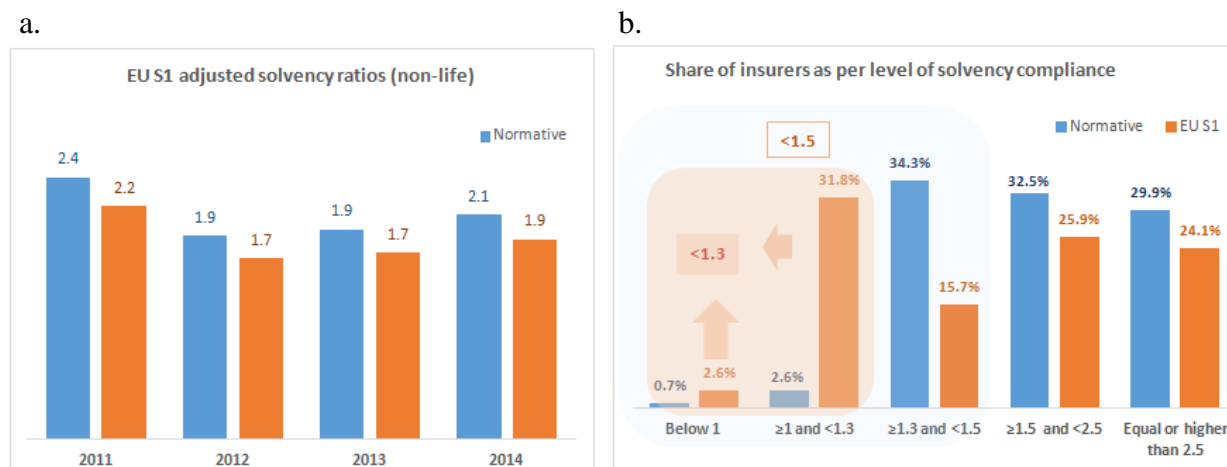 a.
EU S1 adjusted solvency ratios (non-life)
Normative
2.4
2.2
1.9
1.7
1.9
1.7
2.1
1.9
2011
2012
2013
2014
b.
Share of insurers as per level of solvency compliance
Normative
EU S1
<1.5
<1.3
0.7%
2.6%
2.6%
31.8%
34.3%
15.7%
32.5%
25.9%
29.9%
24.1%
Below 1
≥1 and <1.3
≥1.3 and <1.5
≥1.5 and <2.5
Equal or higher
than 2.5